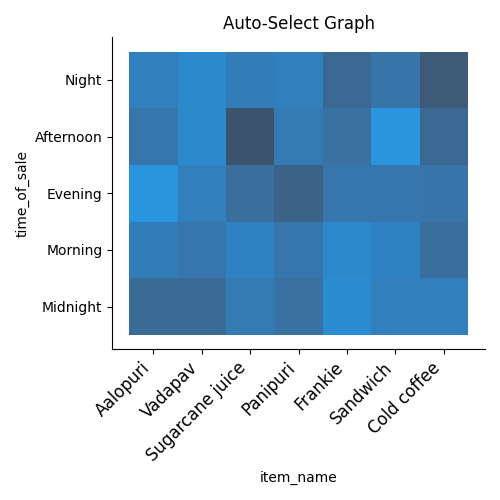 Auto-Select Graph
time_of_sale
Night
Afternoon
Evening
Morning
Midnight
Aalopuri
Vadapav
Sugarcane juice
Panipuri
Frankie
Sandwich
Cold coffee
item_name